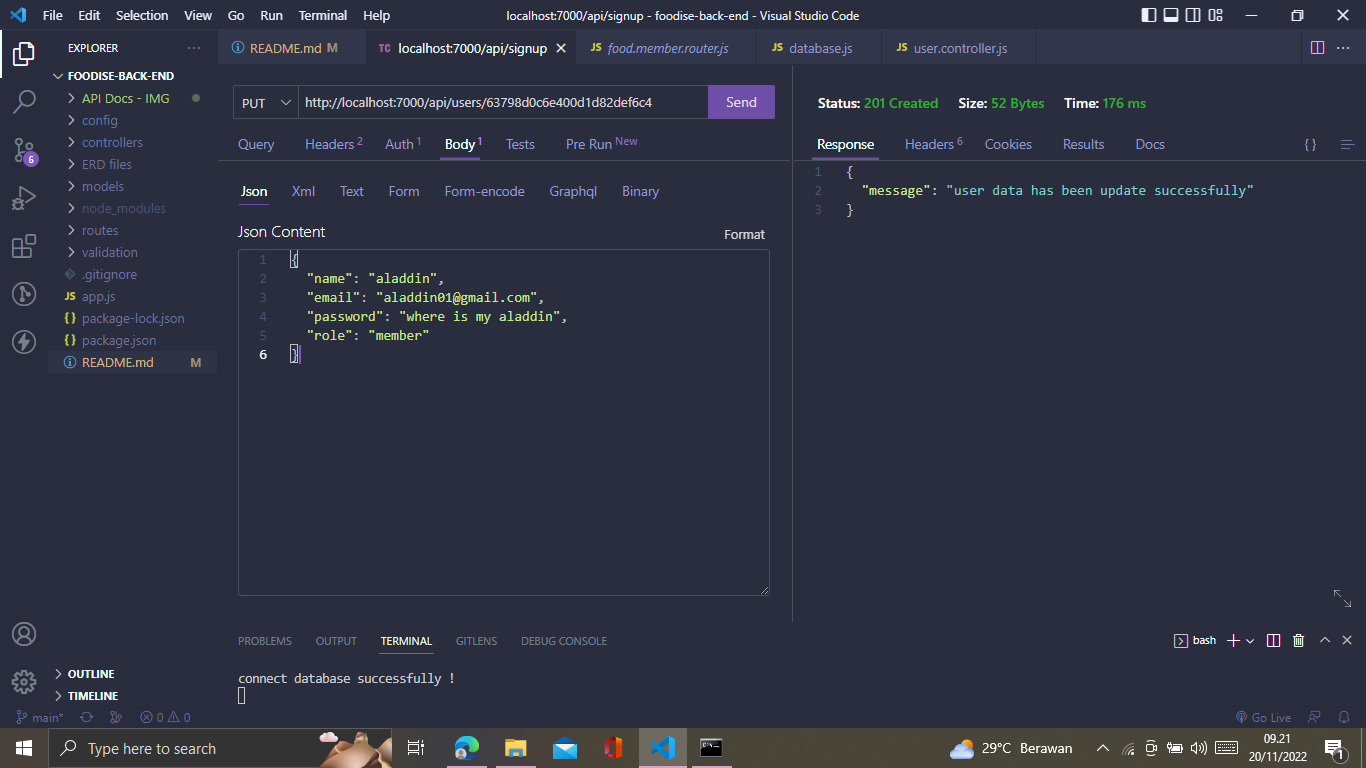 File Edit Selection View Go Run Terminal Help
localhost:7000/api/signup - foodise-back-end - Visual Studio Code
EXPLORER ...
README.md M
TC localhost:7000/api/signup
JS food.member.router.js
JS database.js
JS user.controller.js
FOODISE-BACK-END
API Docs - IMG
config
controllers
ERD files
models
node_modules
routes
validation
.gitignore
JS app.js
{} package-lock.json
{} package.json
README.md M
6
OUTLINE
TIMELINE
PUT http://localhost:7000/api/users/63798d0c6e400d1d82def6c4 Send
Query Headers 2 Auth 1 Body 1 Tests Pre Run New
Json Xml Text Form Form-encode Graphql Binary
Json Content Format
1 {
2 "name": "aladdin",
3 "email": "aladdin01@gmail.com",
4 "password": "where is my aladdin",
5 "role": "member"
6 }
Status: 201 Created Size: 52 Bytes Time: 176 ms
Response Headers 6 Cookies Results Docs { }
1 {
2 "message": "user data has been update successfully"
3 }
PROBLEMS OUTPUT TERMINAL GITLENS DEBUG CONSOLE
bash
connect database successfully !
main* 0 0 Go Live
Type here to search
29°C Berawan
09.21
20/11/2022
1